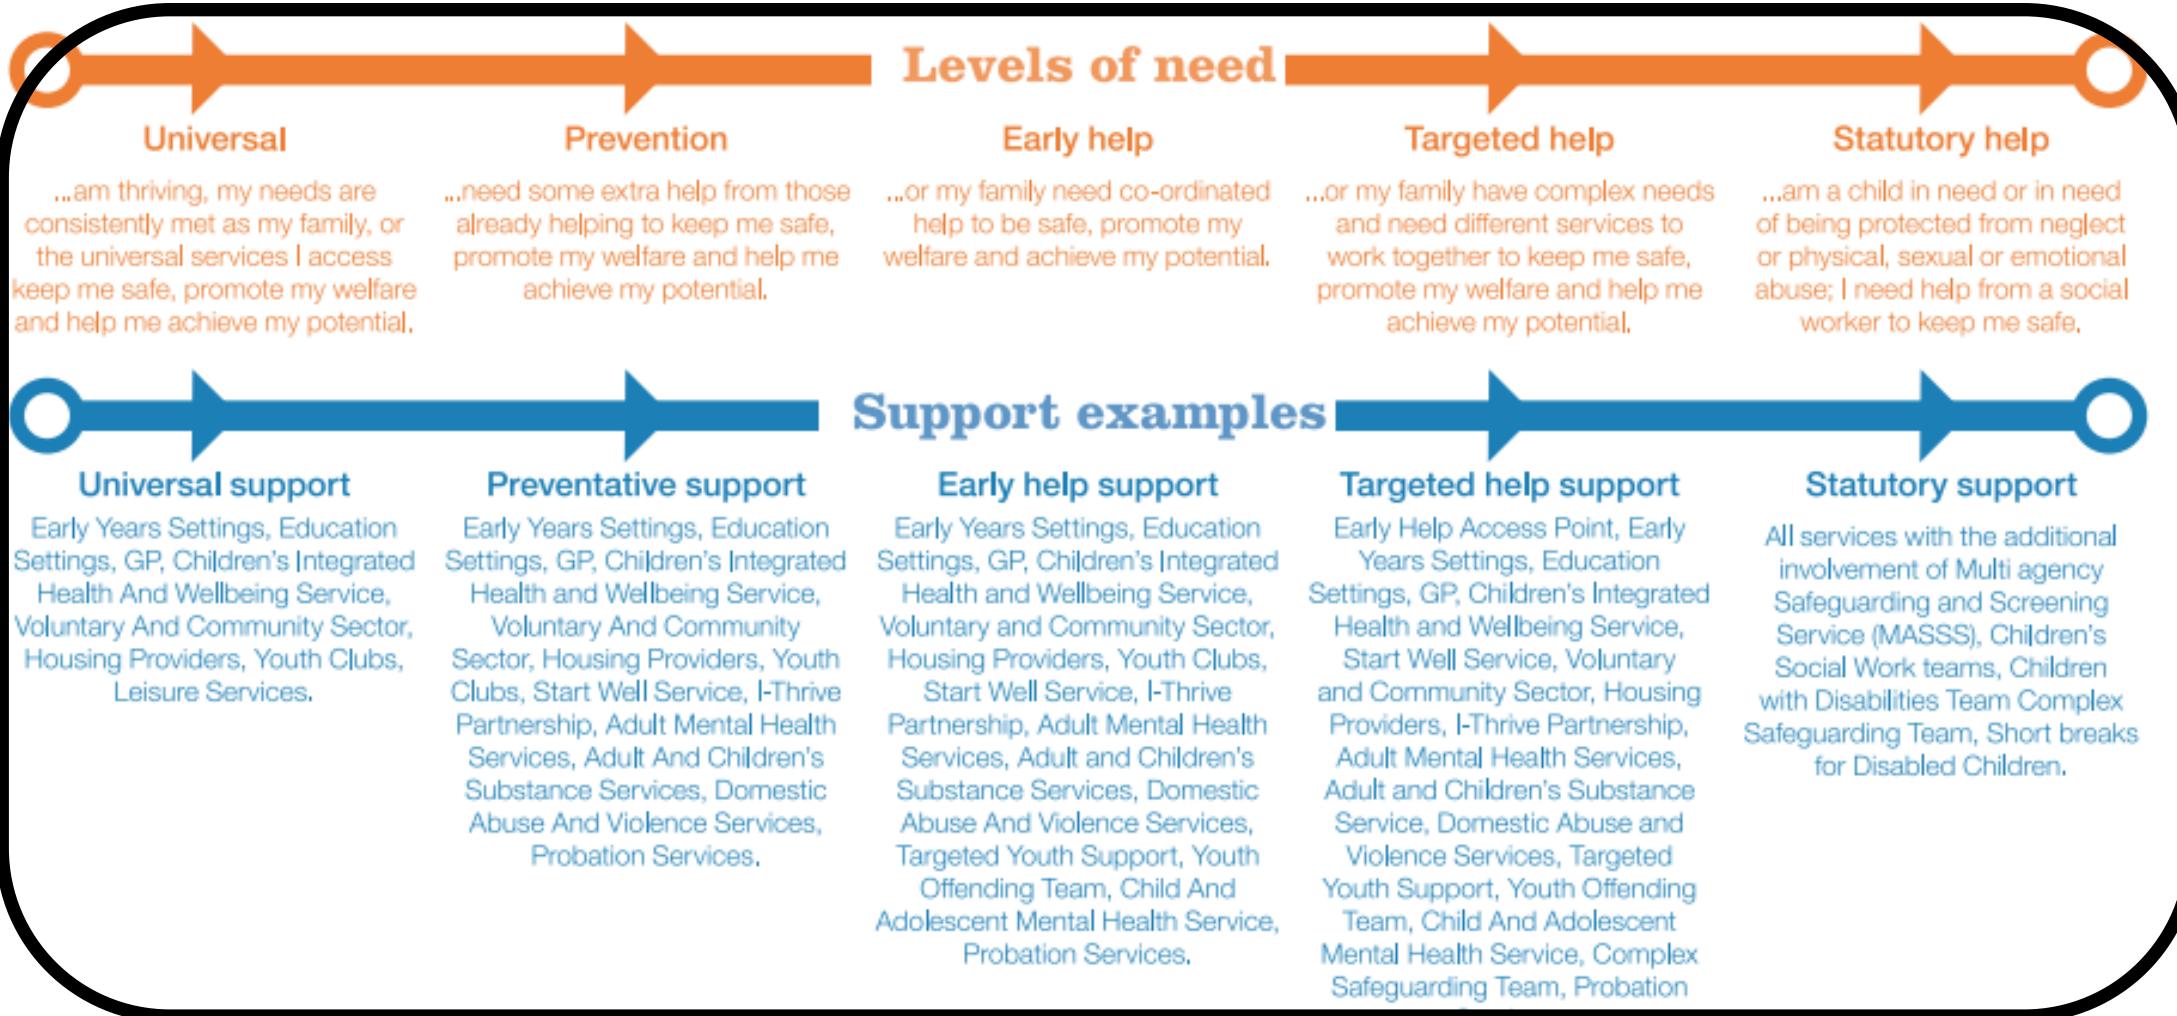 Levels of need
Universal
...am thriving, my needs are
consistently met as my family, or
the universal services I access
keep me safe, promote my welfare
and help me achieve my potential.
Prevention
...need some extra help from those
already helping to keep me safe,
promote my welfare and help me
achieve my potential.
Early help
...or my family need co-ordinated
help to be safe, promote my
welfare and achieve my potential.
Targeted help
...or my family have complex needs
and need different services to
work together to keep me safe,
promote my welfare and help me
achieve my potential.
Statutory help
...am a child in need or in need
of being protected from neglect
or physical, sexual or emotional
abuse; I need help from a social
worker to keep me safe.
Support examples
Universal support
Early Years Settings, Education
Settings, GP, Children's Integrated
Health And Wellbeing Service,
Voluntary And Community Sector,
Housing Providers, Youth Clubs,
Leisure Services.
Preventative support
Early Years Settings, Education
Settings, GP, Children's Integrated
Health and Wellbeing Service,
Voluntary And Community
Sector, Housing Providers, Youth
Clubs, Start Well Service, I-Thrive
Partnership, Adult Mental Health
Services, Adult And Children's
Substance Services, Domestic
Abuse And Violence Services,
Probation Services.
Early help support
Early Years Settings, Education
Settings, GP, Children's Integrated
Health and Wellbeing Service,
Voluntary and Community Sector,
Housing Providers, Youth Clubs,
Start Well Service, I-Thrive
Partnership, Adult Mental Health
Services, Adult and Children's
Substance Services, Domestic
Abuse And Violence Services,
Targeted Youth Support, Youth
Offending Team, Child And
Adolescent Mental Health Service,
Probation Services.
Targeted help support
Early Help Access Point, Early
Years Settings, Education
Settings, GP, Children's Integrated
Health and Wellbeing Service,
Start Well Service, Voluntary
and Community Sector, Housing
Providers, I-Thrive Partnership,
Adult Mental Health Services,
Adult and Children's Substance
Service, Domestic Abuse and
Violence Services, Targeted
Youth Support, Youth Offending
Team, Child And Adolescent
Mental Health Service, Complex
Safeguarding Team, Probation
Statutory support
All services with the additional
involvement of Multi agency
Safeguarding and Screening
Service (MASSS), Children's
Social Work teams, Children
with Disabilities Team Complex
Safeguarding Team, Short breaks
for Disabled Children.